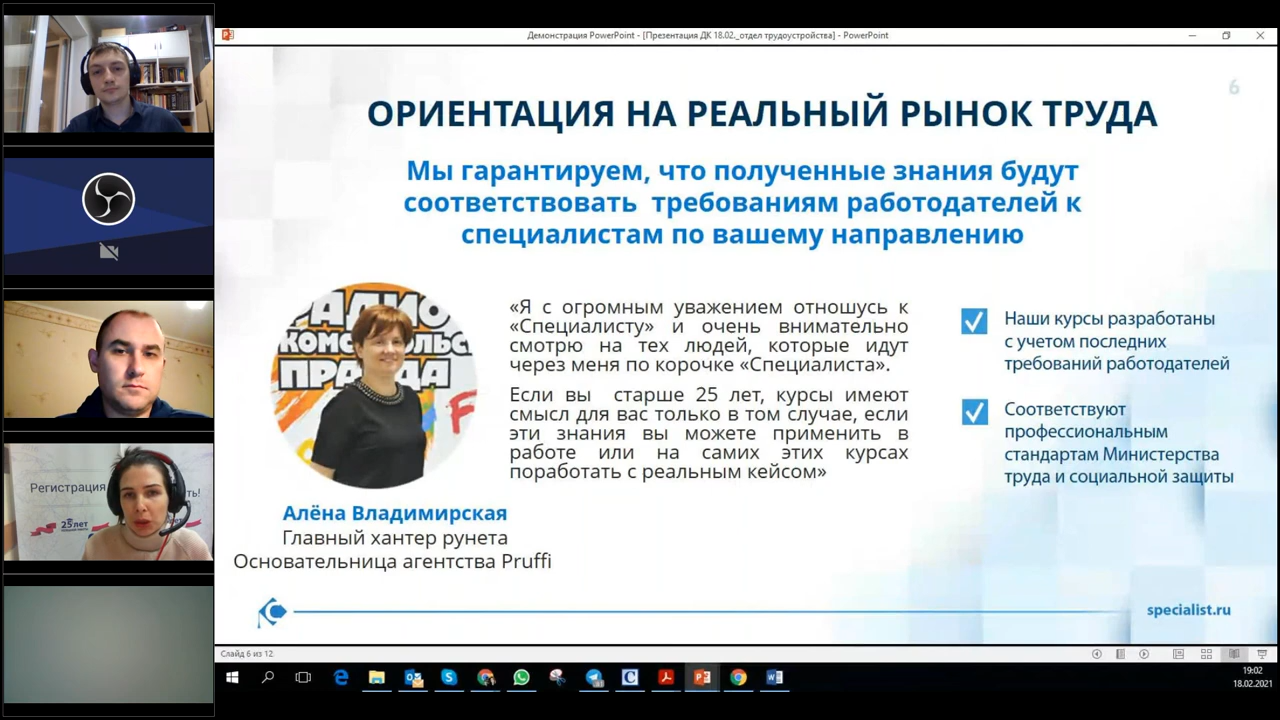 Демонстрация PowerPoint - [Презентация ДК 18.02._отдел трудоустройства] - PowerPoint
6
ОРИЕНТАЦИЯ НА РЕАЛЬНЫЙ РЫНОК ТРУДА
Мы гарантируем, что полученные знания будут
соответствовать требованиям работодателей к
специалистам по вашему направлению
РАДИО
КОМСОМОЛЬС
ПРАВДА
«Я с огромным уважением отношусь к
«Специалисту» и очень внимательно
смотрю на тех людей, которые идут
через меня по корочке «Специалиста».
Если вы старше 25 лет, курсы имеют
смысл для вас только в том случае, если
эти знания вы можете применить в
работе или на самих этих курсах
поработать с реальным кейсом»
Наши курсы разработаны
с учетом последних
требований работодателей
Соответствуют
профессиональным
стандартам Министерства
труда и социальной защиты
Алёна Владимирская
Главный хантер рунета
Основательница агентства Pruffi
specialist.ru
Регистрация
25 лет
Слайд 6 из 12
19:02
18.02.2021